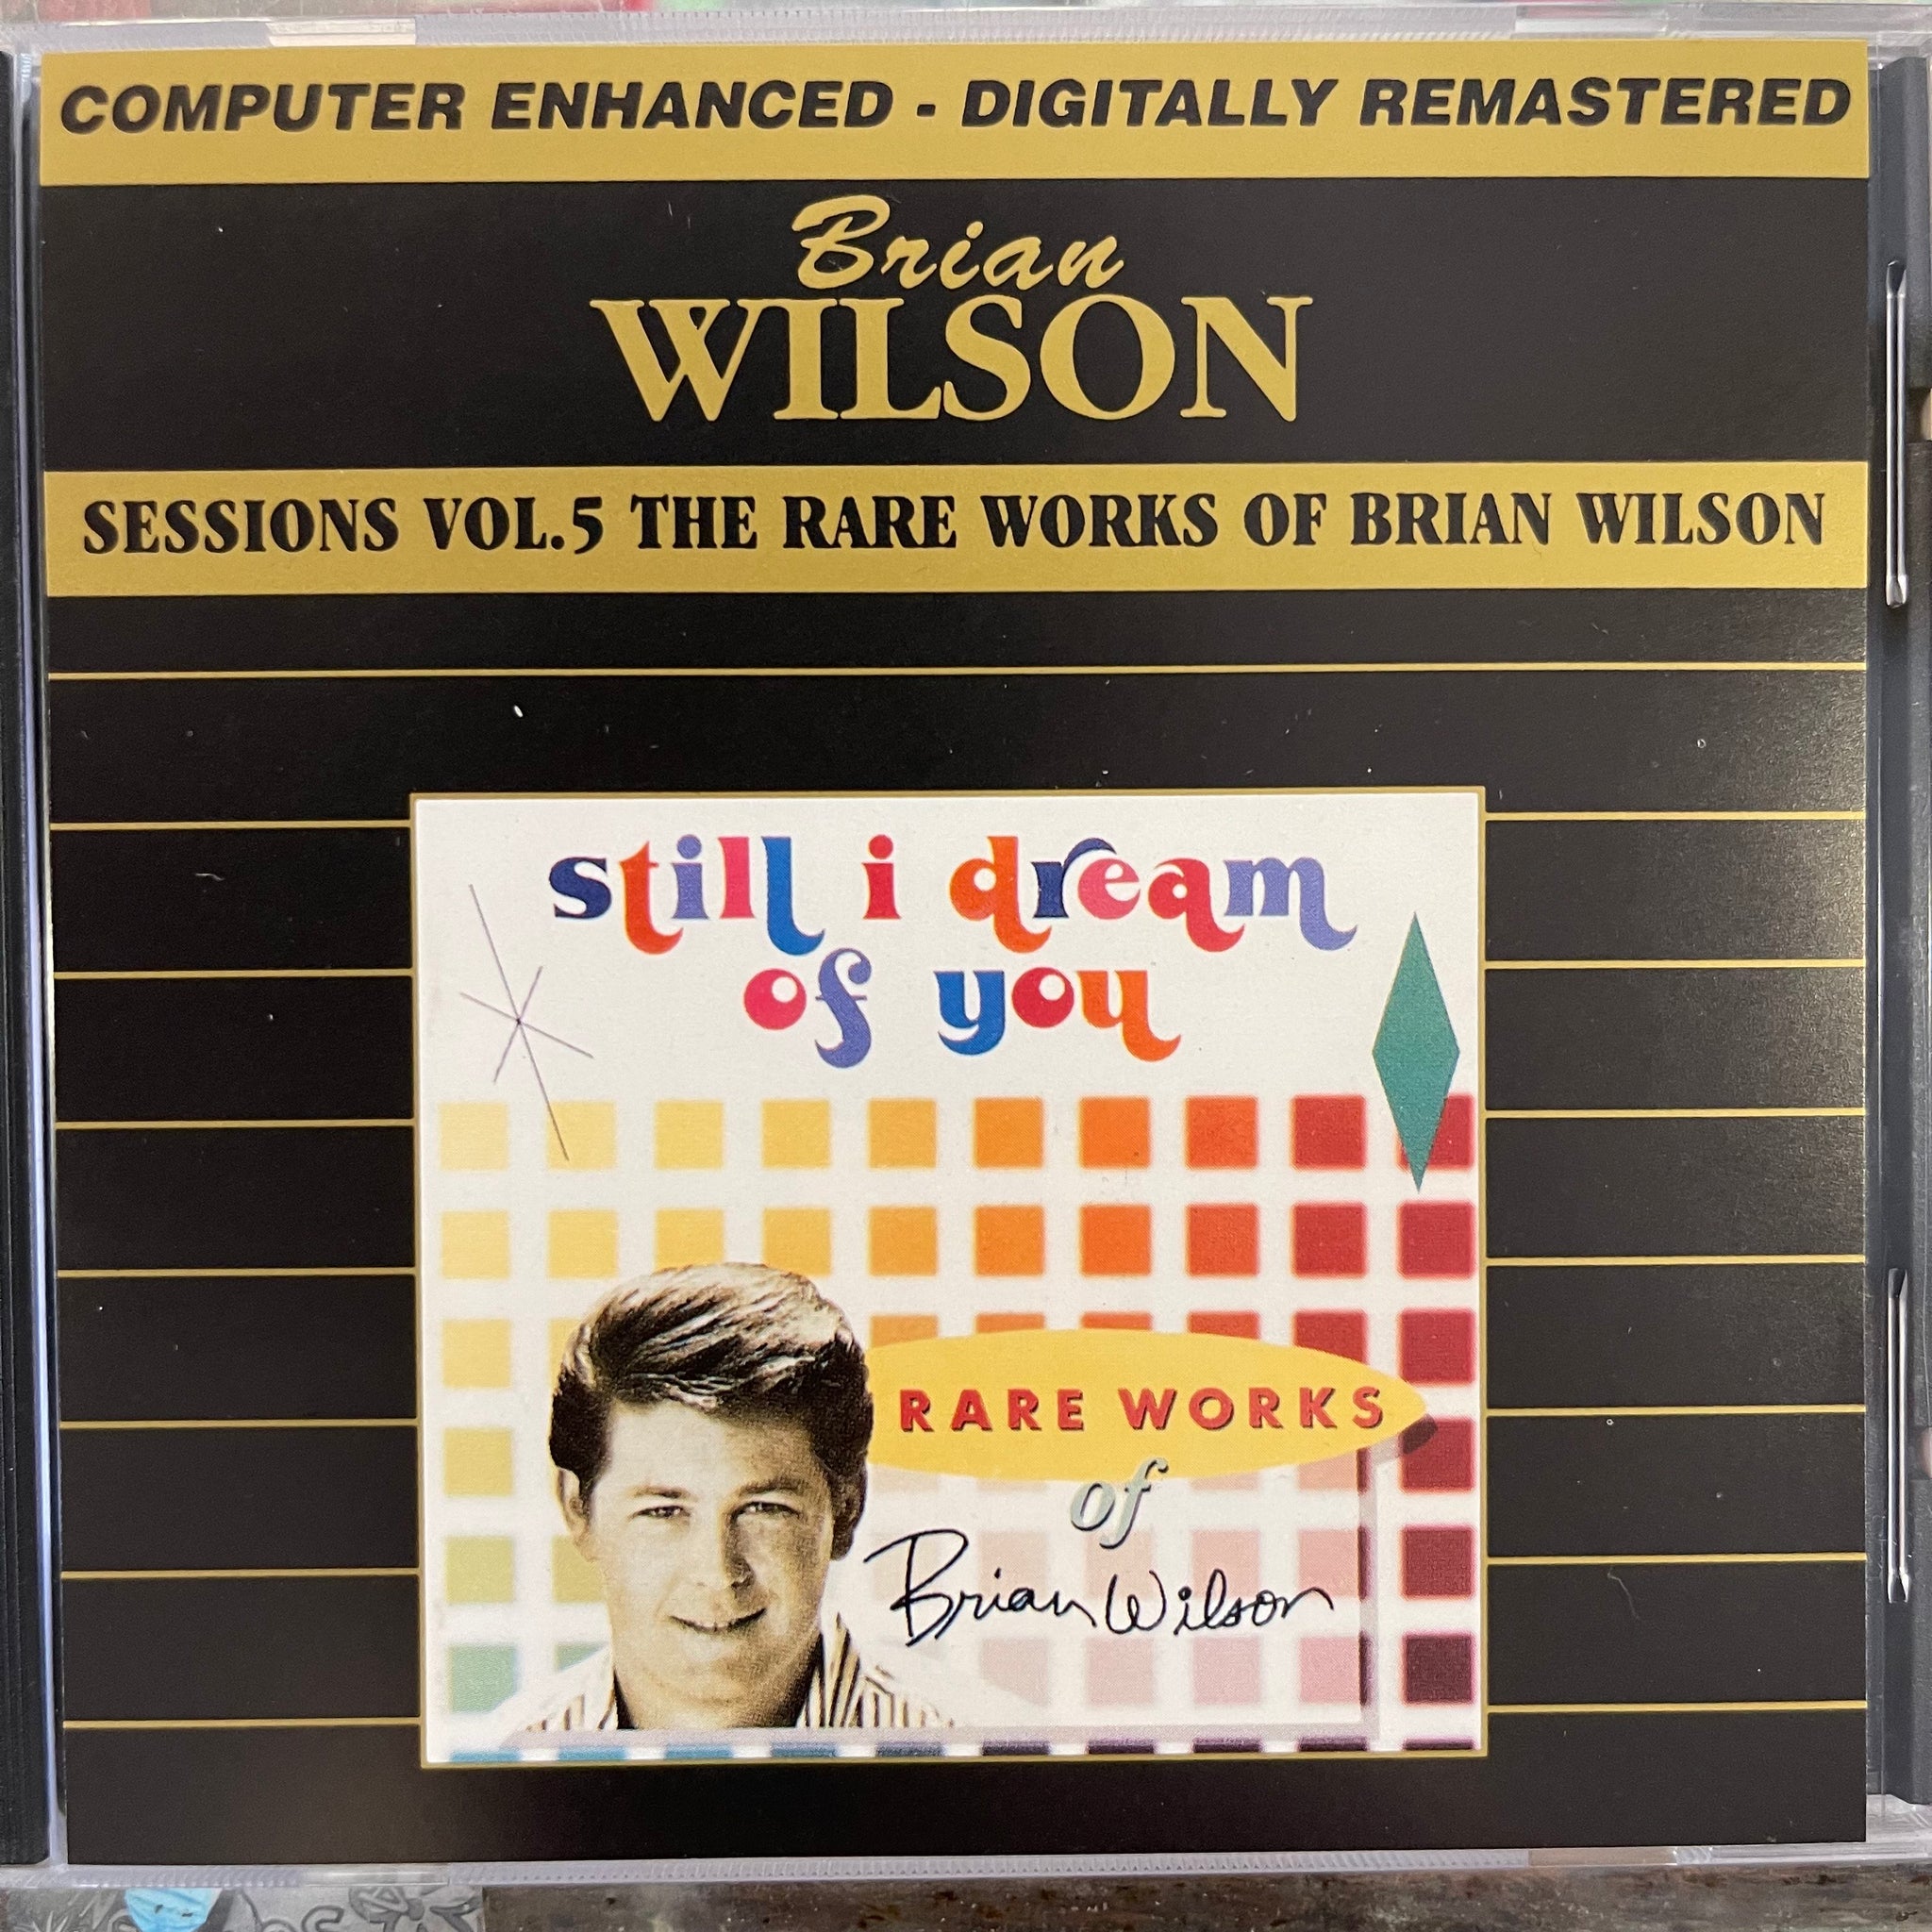 COMPUTER ENHANCED - DIGITALLY REMASTERED
Brian
WILSON
SESSIONS VOL.5 THE RARE WORKS OF BRIAN WILSON
still i dream
of you
RARE WORKS
of
Brian Wilson